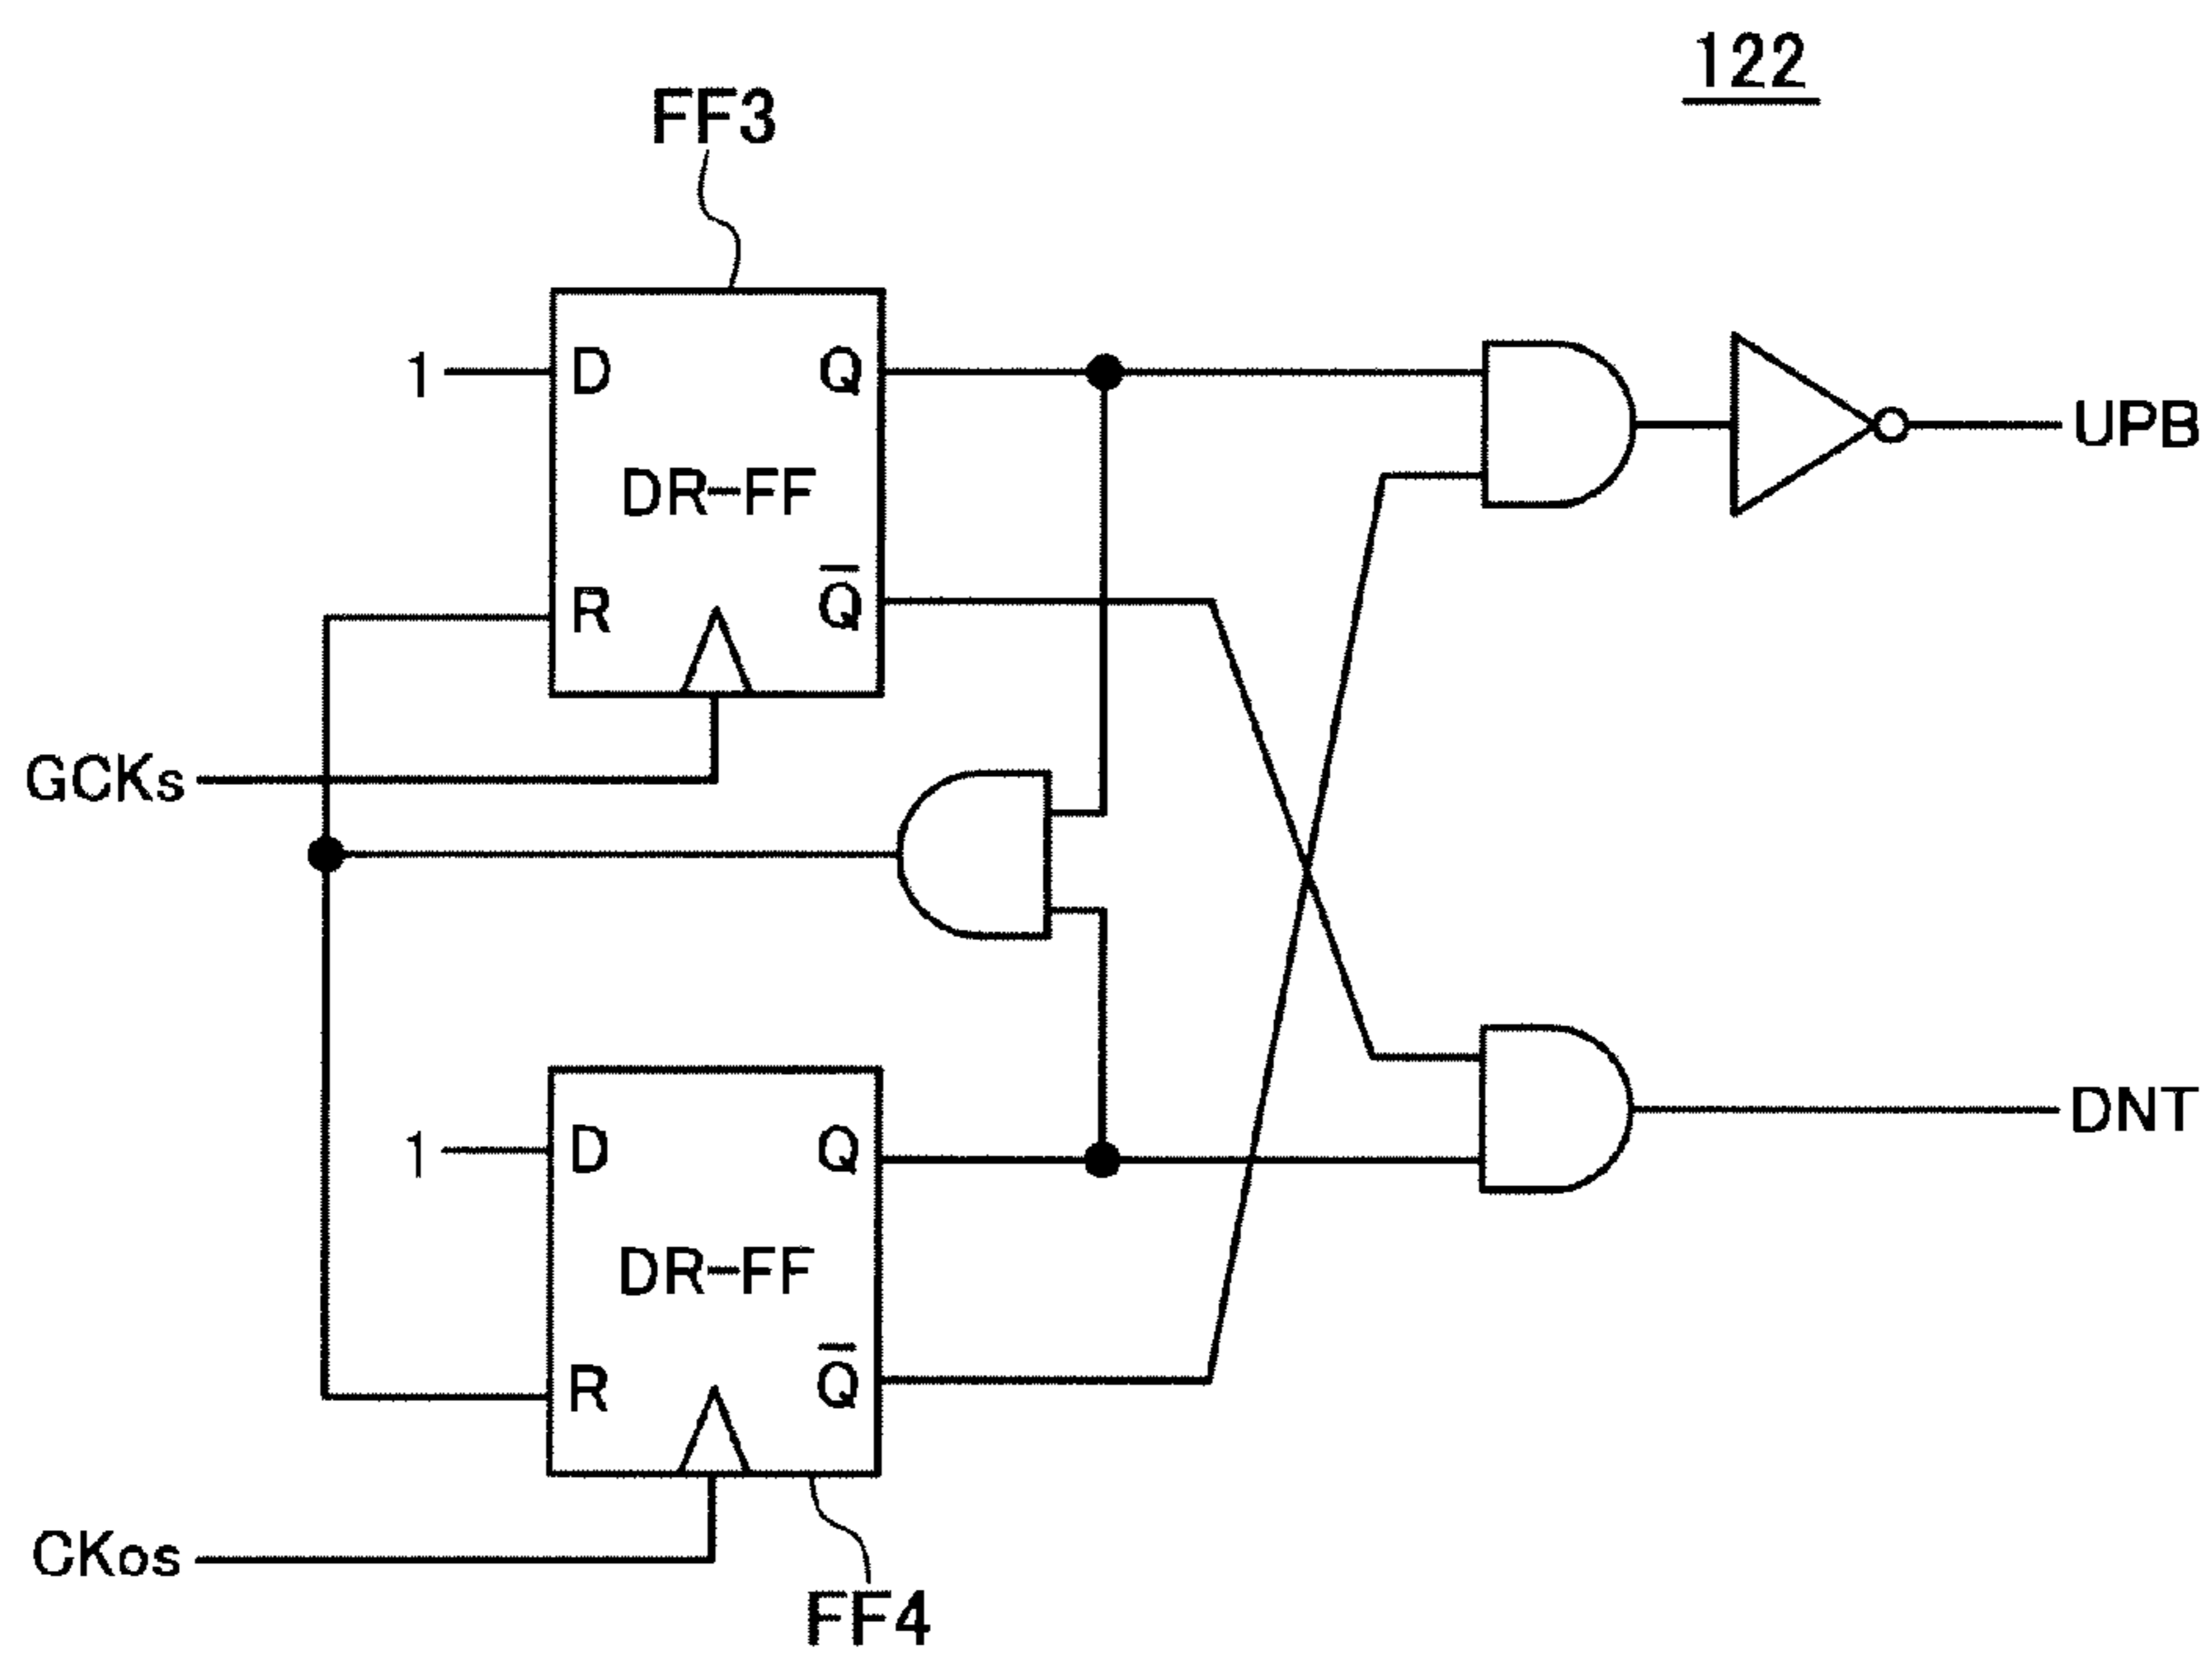 122
FF3
1
D
Q
UPB
DR-FF
R
Q̅
GCKs
1
D
Q
DNT
DR-FF
R
Q̅
CKos
FF4